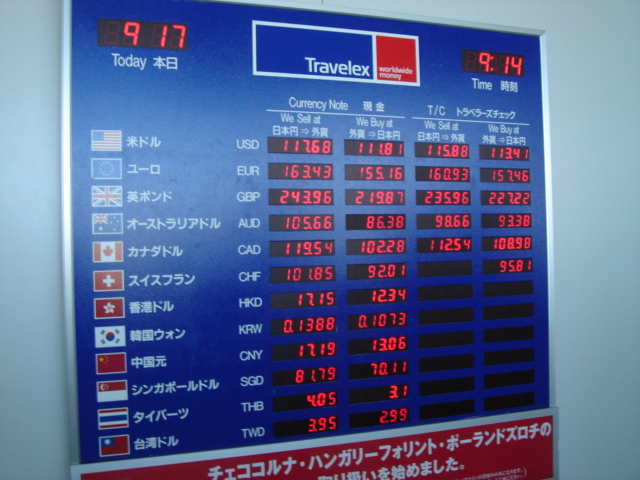 9 17
Today 本日
Travelex
worldwide money
9:14
Time 時刻
Currency Note 現金
T/C トラベラーズチェック
We Sell at We Buy at We Sell at We Buy at
日本円⇒外貨 外貨⇒日本円 日本円⇒外貨 外貨⇒日本円
米ドル USD 117.68 111.81 115.88 113.41
ユーロ EUR 163.43 155.16 160.93 157.46
英ポンド GBP 243.96 219.87 235.96 227.22
オーストラリアドル AUD 105.66 86.38 98.66 93.38
カナダドル CAD 119.54 102.28 112.54 108.98
スイスフラン CHF 101.85 92.01 95.81
香港ドル HKD 17.15 12.34
韓国ウォン KRW 0.1388 0.1073
中国元 CNY 17.19 13.06
シンガポールドル SGD 81.79 70.11
タイバーツ THB 4.05 3.1
台湾ドル TWD 3.95 2.99
チェココルナ・ハンガリーフォリント・ポーランドズロチの
取り扱いを始めました。